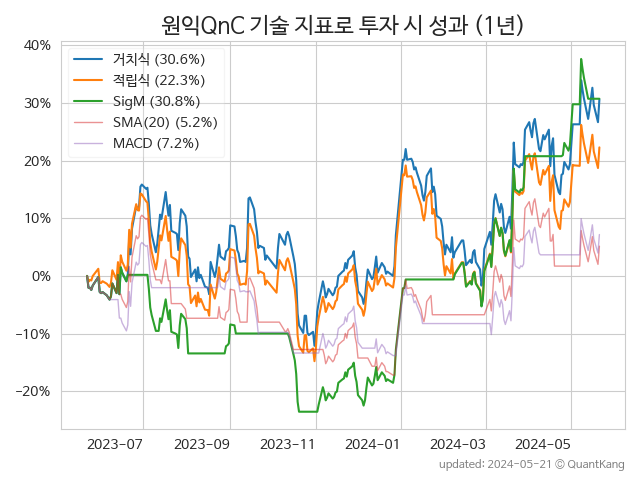 원익QnC 기술 지표로 투자 시 성과 (1년)
40%
30%
20%
10%
0%
−10%
−20%
거치식 (30.6%)
적립식 (22.3%)
SigM (30.8%)
SMA(20) (5.2%)
MACD (7.2%)
2023-07 2023-09 2023-11 2024-01 2024-03 2024-05
updated: 2024-05-21 © QuantKang